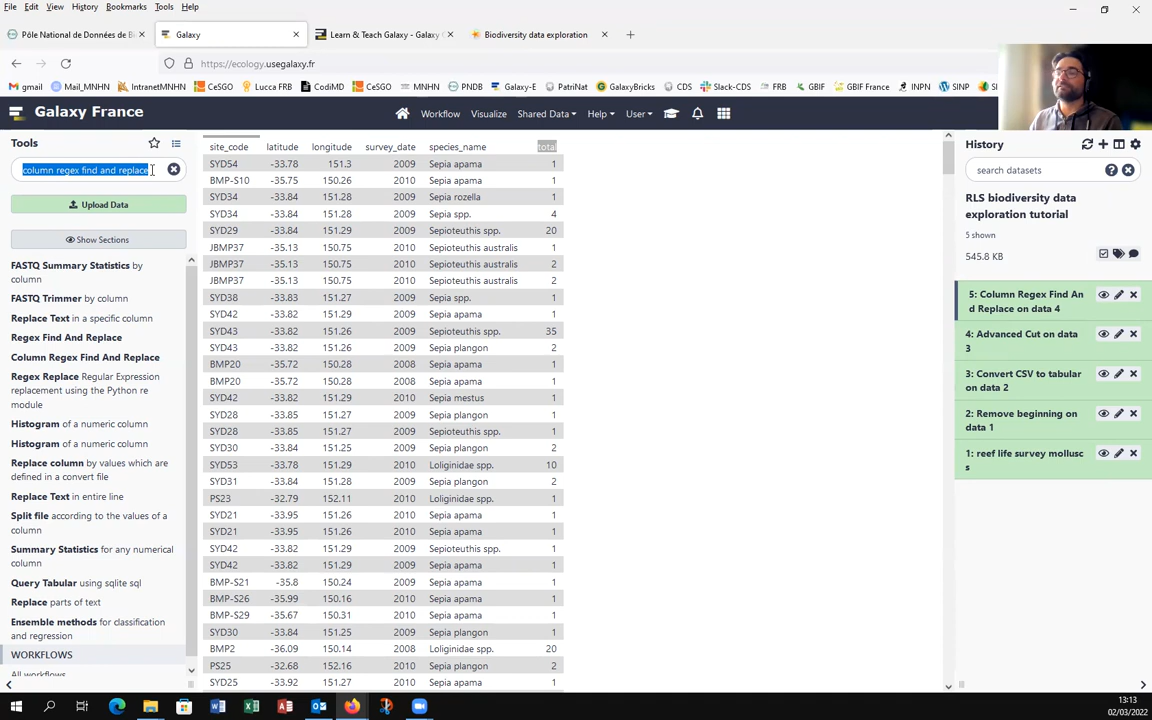 File Edit View History Bookmarks Tools Help
Pôle National de Données de Bi
Galaxy
Learn & Teach Galaxy - Galaxy C
Biodiversity data exploration
https://ecology.usegalaxy.fr
gmail Mail_MNHN IntranetMNHN CeSGO Lucca FRB CodiMD CeSGO MNHN PNDB Galaxy-E PatriNat GalaxyBricks CDS Slack-CDS FRB GBIF GBIF France INPN SINP
Galaxy France
Workflow Visualize Shared Data Help User
Tools
column regex find and replace
Upload Data
Show Sections
FASTQ Summary Statistics by
column
FASTQ Trimmer by column
Replace Text in a specific column
Regex Find And Replace
Column Regex Find And Replace
Regex Replace Regular Expression
replacement using the Python re
module
Histogram of a numeric column
Histogram of a numeric column
Replace column by values which are
defined in a convert file
Replace Text in entire line
Split file according to the values of a
column
Summary Statistics for any numerical
column
Query Tabular using sqlite sql
Replace parts of text
Ensemble methods for classification
and regression
WORKFLOWS
All workflows
site_code latitude longitude survey_date species_name total
SYD54 -33.78 151.3 2009 Sepia apama 1
BMP-S10 -35.75 150.26 2010 Sepia apama 1
SYD34 -33.84 151.28 2009 Sepia rozella 1
SYD34 -33.84 151.28 2009 Sepia spp. 4
SYD29 -33.84 151.29 2009 Sepioteuthis spp. 20
JBMP37 -35.13 150.75 2010 Sepioteuthis australis 1
JBMP37 -35.13 150.75 2010 Sepioteuthis australis 2
JBMP37 -35.13 150.75 2010 Sepioteuthis australis 2
SYD38 -33.83 151.27 2009 Sepia spp. 1
SYD42 -33.82 151.29 2009 Sepia apama 1
SYD43 -33.82 151.26 2009 Sepioteuthis spp. 35
SYD43 -33.82 151.26 2009 Sepia plangon 2
BMP20 -35.72 150.28 2008 Sepia apama 1
BMP20 -35.72 150.28 2008 Sepia apama 1
SYD42 -33.82 151.29 2009 Sepia mestus 1
SYD28 -33.85 151.27 2009 Sepia plangon 1
SYD28 -33.85 151.27 2009 Sepioteuthis spp. 1
SYD30 -33.84 151.25 2009 Sepia plangon 2
SYD53 -33.78 151.29 2010 Loliginidae spp. 10
SYD31 -33.84 151.28 2009 Sepia plangon 2
PS23 -32.79 152.11 2010 Loliginidae spp. 1
SYD21 -33.95 151.26 2010 Sepia apama 1
SYD21 -33.95 151.26 2010 Sepia apama 1
SYD42 -33.82 151.29 2009 Sepioteuthis spp. 1
SYD42 -33.82 151.29 2009 Sepia apama 1
BMP-S21 -35.8 150.24 2009 Sepia apama 1
BMP-S26 -35.99 150.16 2010 Sepia apama 1
BMP-S29 -35.67 150.31 2010 Sepia apama 1
SYD30 -33.84 151.25 2009 Sepia plangon 1
BMP2 -36.09 150.14 2008 Loliginidae spp. 20
PS25 -32.68 152.16 2010 Sepia plangon 2
SYD25 -33.92 151.27 2010 Sepia apama 1
History
search datasets
RLS biodiversity data
exploration tutorial
5 shown
545.8 KB
5: Column Regex Find An
d Replace on data 4
4: Advanced Cut on data
3
3: Convert CSV to tabular
on data 2
2: Remove beginning on
data 1
1: reef life survey mollusc
s
13:13
02/03/2022